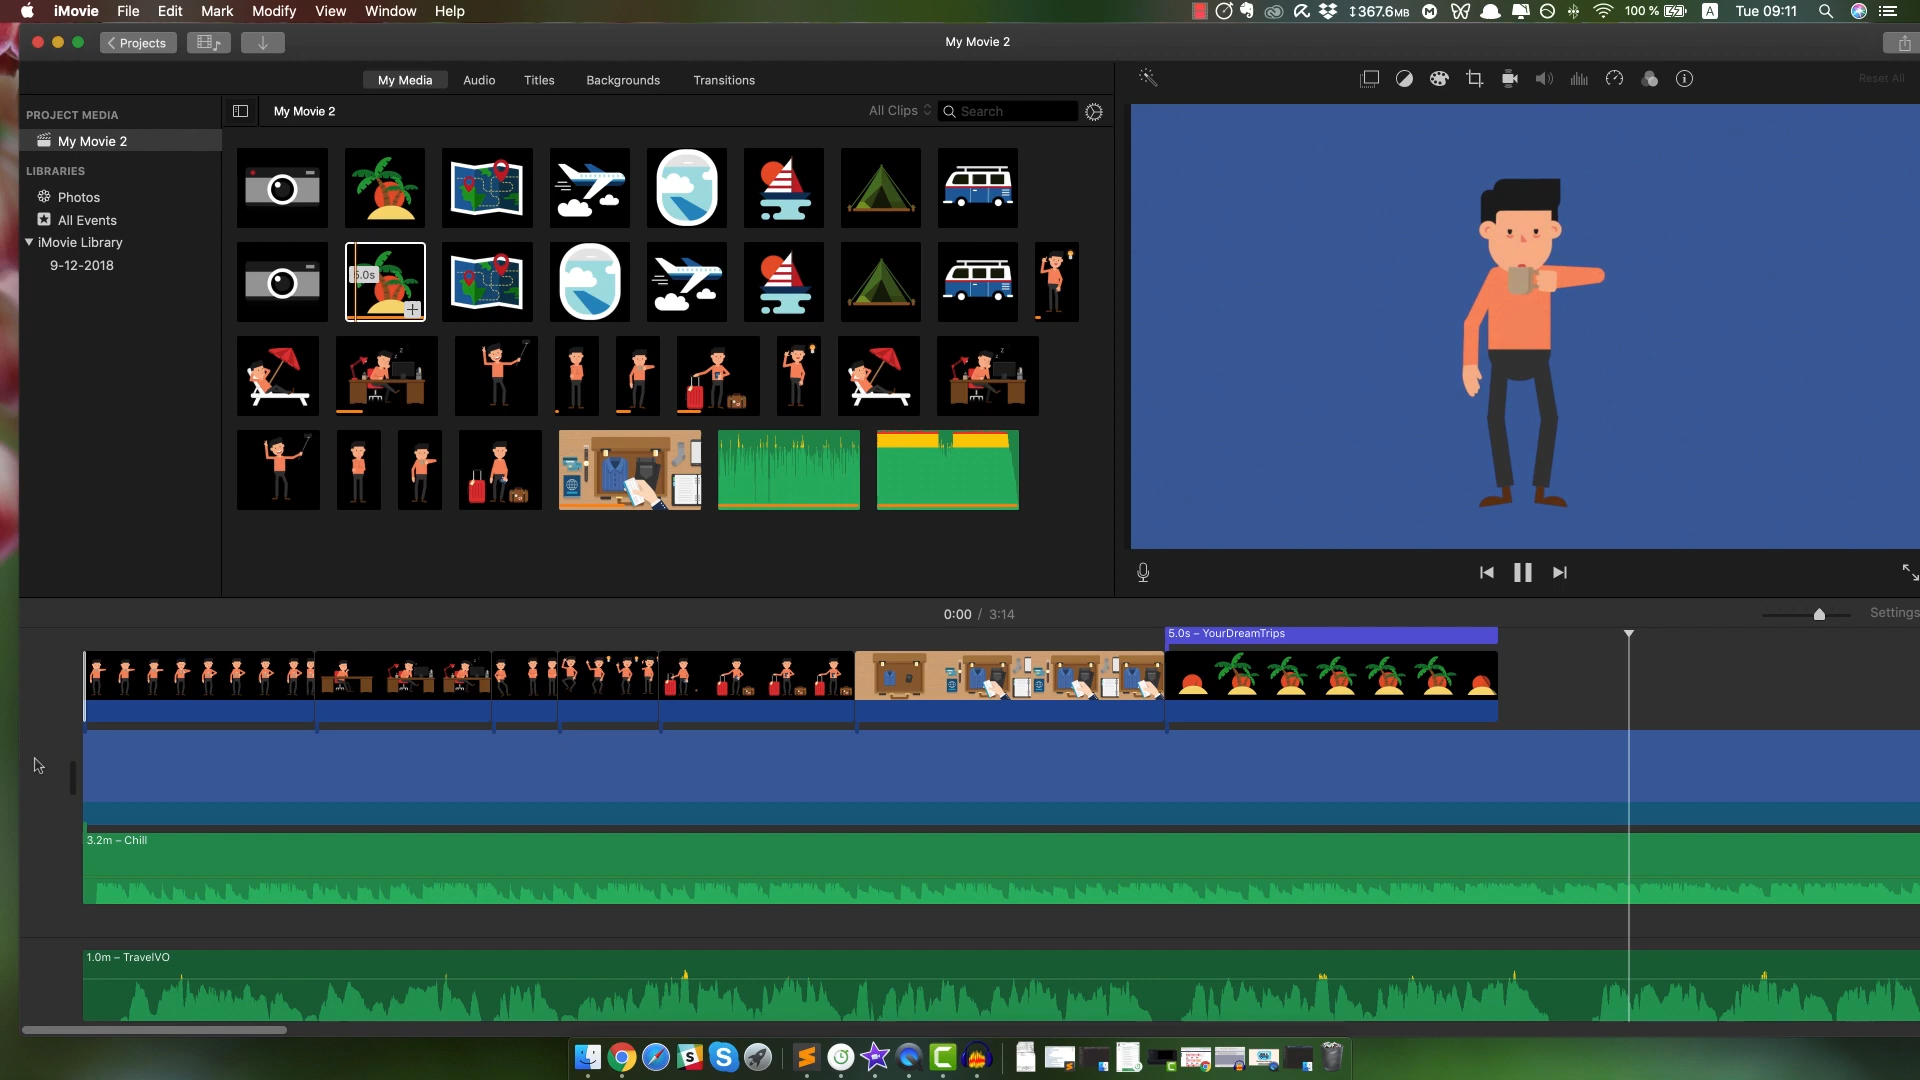 iMovie File Edit Mark Modify View Window Help
367.6MB 100 % A Tue 09:11
Projects
My Movie 2
My Media Audio Titles Backgrounds Transitions
Reset All
PROJECT MEDIA
My Movie 2
LIBRARIES
Photos
All Events
iMovie Library
9-12-2018
My Movie 2
All Clips
Search
5.0s
0:00 / 3:14
Settings
5.0s – YourDreamTrips
3.2m – Chill
1.0m – TravelVO